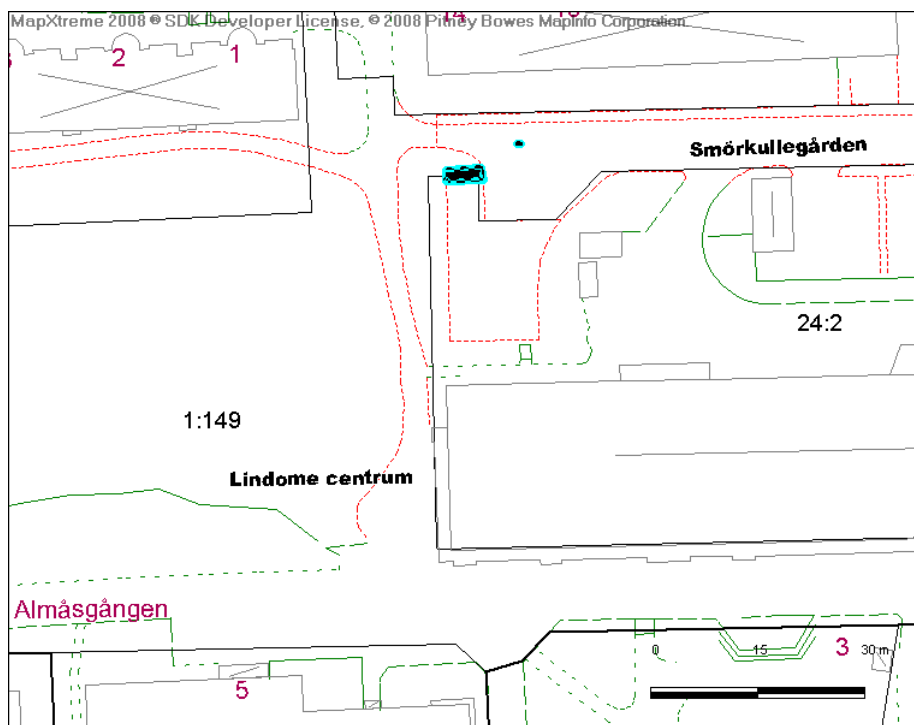 MapXtreme 2008 ® SDK Developer License, © 2008 Pitney Bowes MapInfo Corporation
2
1
Smörkullegården
24:2
1:149
Lindome centrum
Almåsgången
0 15 30 m
3
5